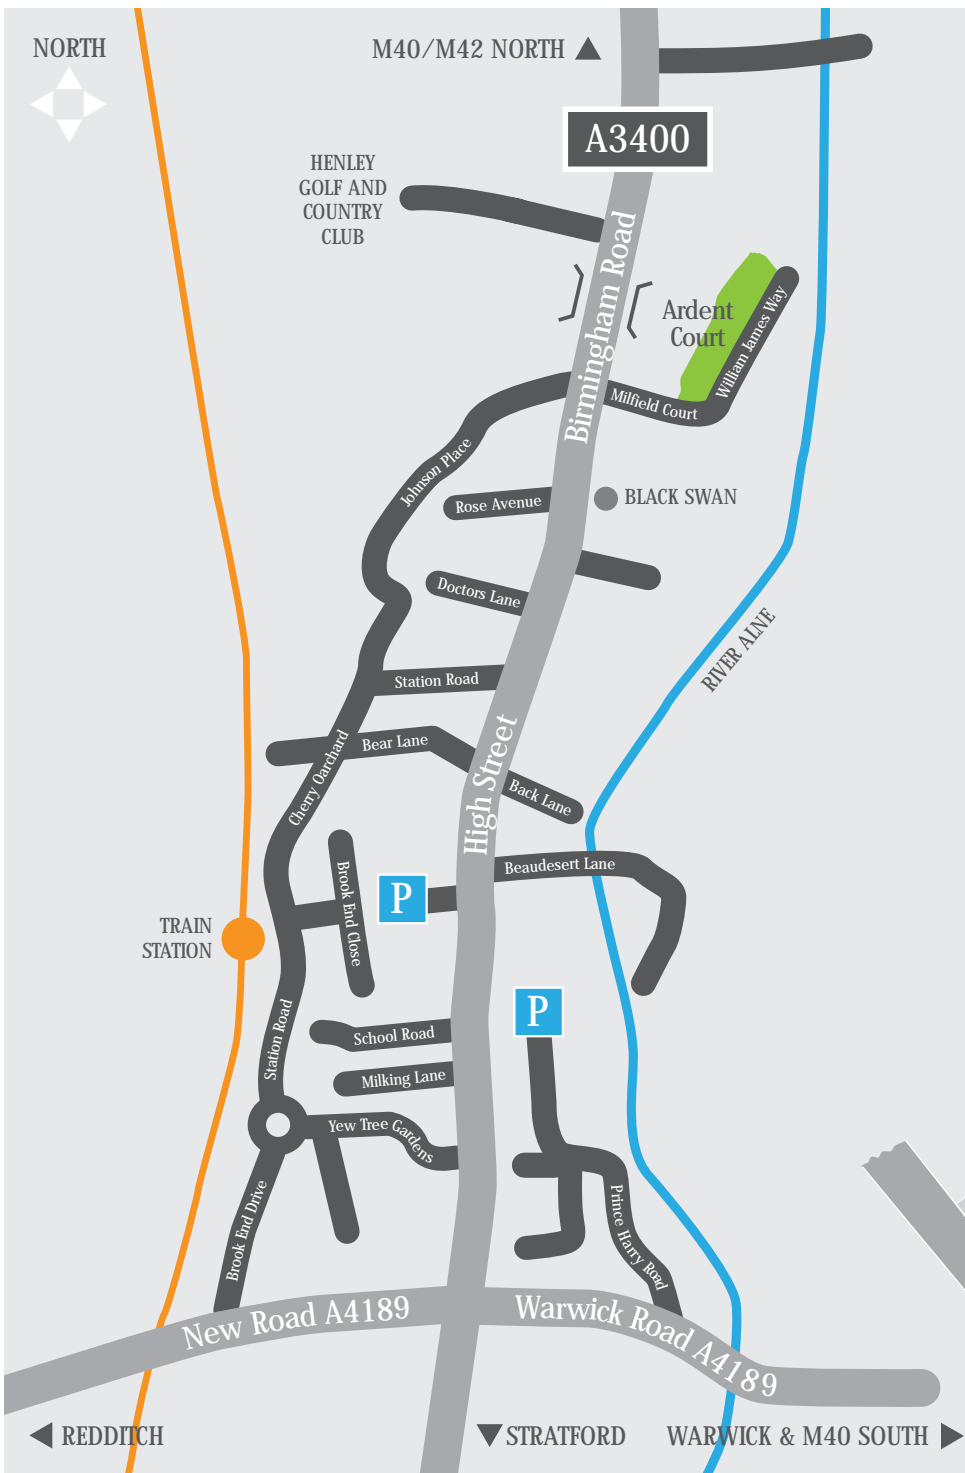 NORTH
M40/M42 NORTH
A3400
HENLEY
GOLF AND
COUNTRY
CLUB
Birmingham Road
Ardent
Court
William James Way
Milfield Court
Johnson Place
Rose Avenue
BLACK SWAN
Doctors Lane
RIVER ALNE
Station Road
Bear Lane
Cherry Oarchard
High Street
Back Lane
Beaudesert Lane
Brook End Close
P
TRAIN
STATION
P
Station Road
School Road
Milking Lane
Yew Tree Gardens
Brook End Drive
Prince Harry Road
New Road A4189
Warwick Road A4189
REDDITCH
STRATFORD
WARWICK & M40 SOUTH